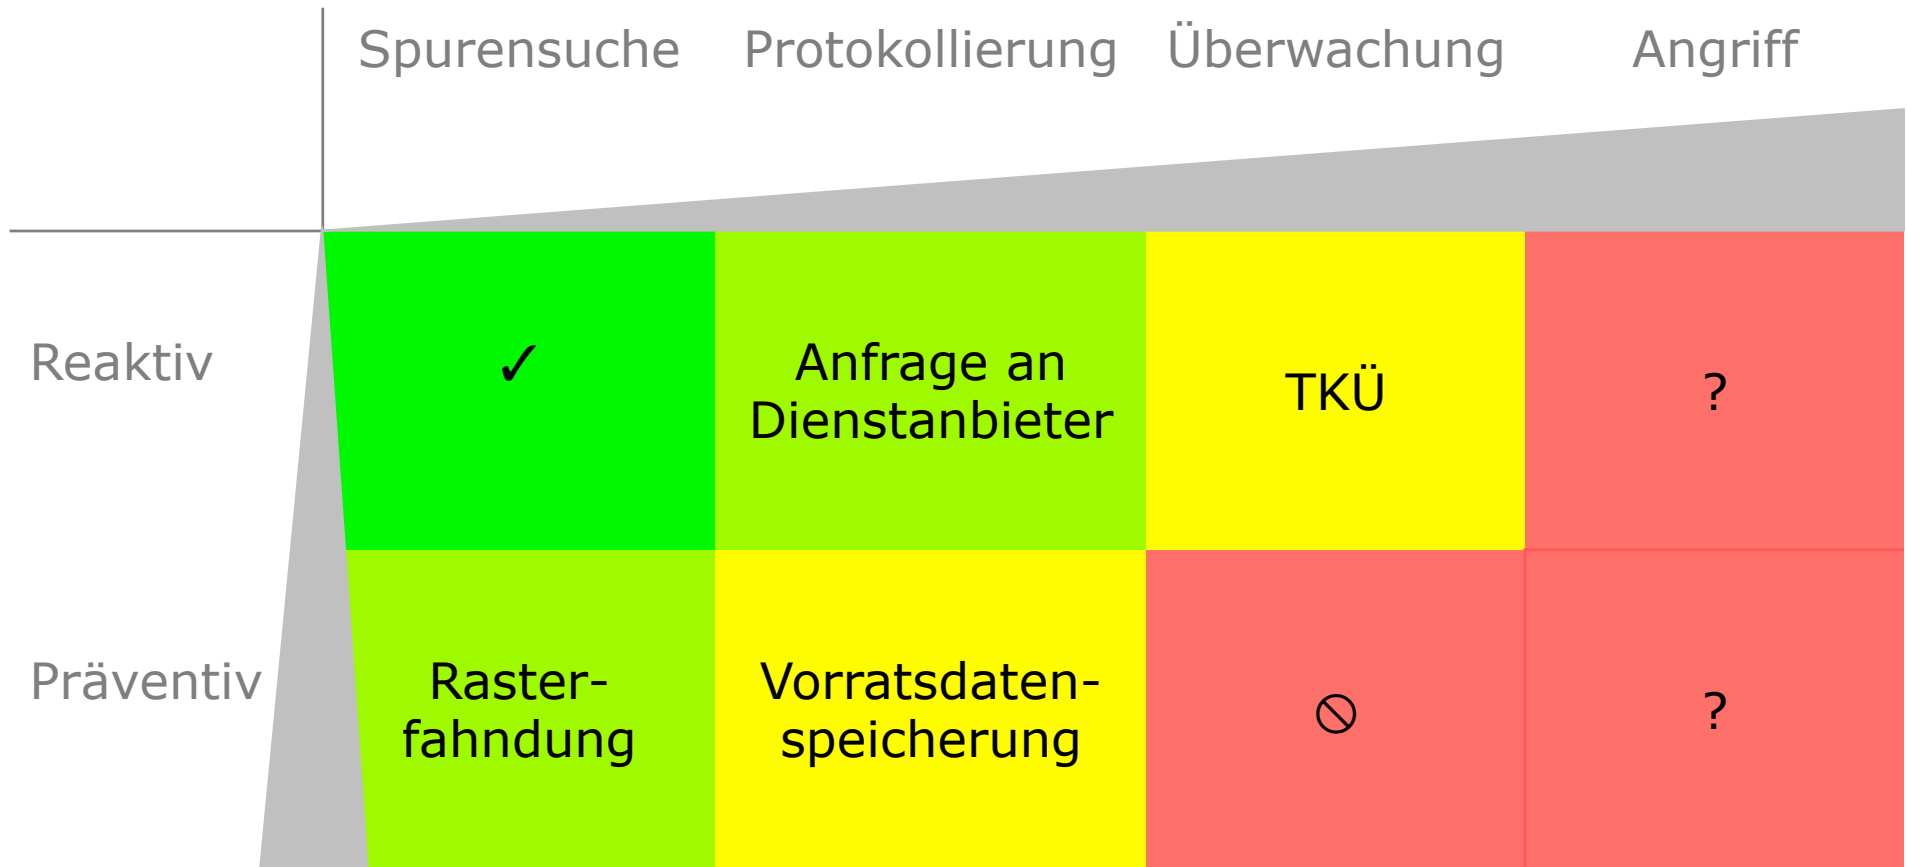 Spurensuche Protokollierung Überwachung Angriff
Reaktiv
✓
Anfrage an
Dienstanbieter
TKÜ
?
Präventiv
Raster-
fahndung
Vorratsdaten-
speicherung
🛇
?